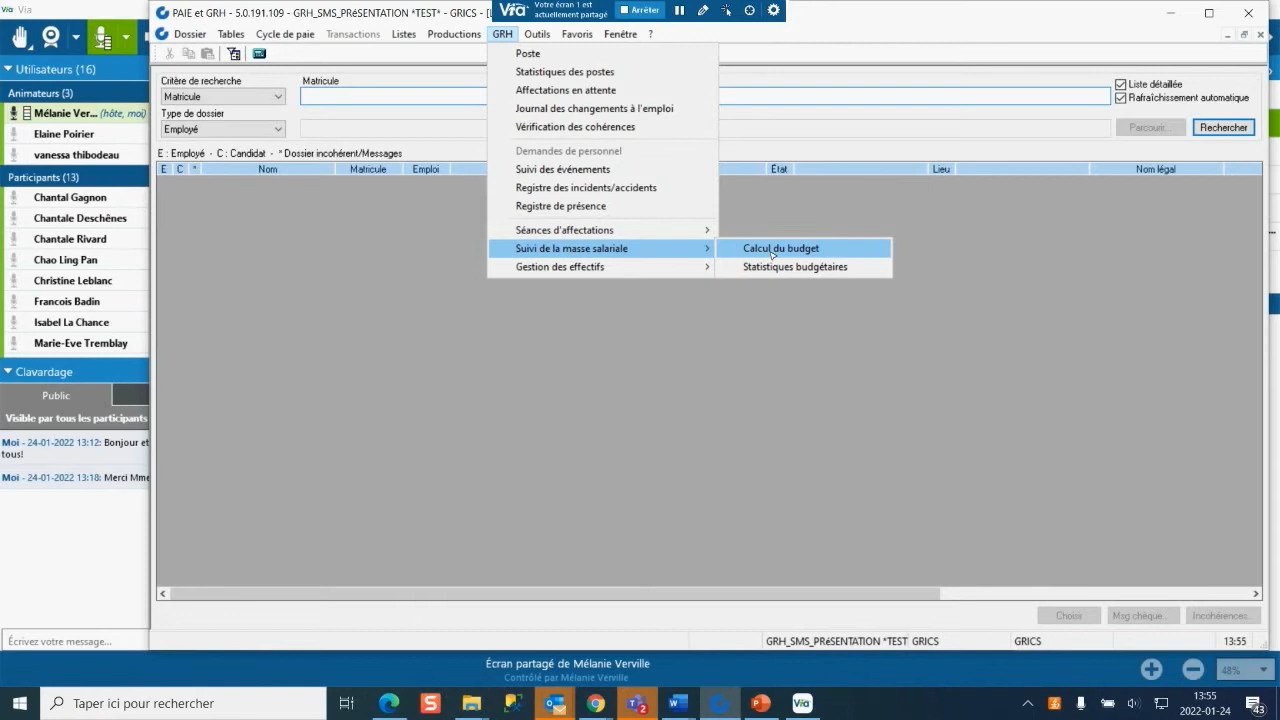 Via
PAIE et GRH - 5.0.191.109 - GRH_SMS_PRéSENTATION *TEST* - GRICS - [L
Via
Votre écran 1 est
actuellement partagé
Arrêter
Dossier Tables Cycle de paie Transactions Listes Productions GRH Outils Favoris Fenêtre ?
Utilisateurs (16)
Animateurs (3)
Mélanie Ver... (hôte, moi)
Elaine Poirier
vanessa thibodeau
Participants (13)
Chantal Gagnon
Chantale Deschênes
Chantale Rivard
Chao Ling Pan
Christine Leblanc
Francois Badin
Isabel La Chance
Marie-Eve Tremblay
Clavardage
Public
Visible par tous les participants
Moi - 24-01-2022 13:12: Bonjour et
tous!
Moi - 24-01-2022 13:18: Merci Mme
Écrivez votre message...
Critère de recherche
Matricule
Matricule
Type de dossier
Employé
Liste détaillée
Rafraîchissement automatique
Parcourir...
Rechercher
E : Employé - C : Candidat - * Dossier incohérent/Messages
E C * Nom Matricule Emploi État Lieu Nom légal
Poste
Statistiques des postes
Affectations en attente
Journal des changements à l'emploi
Vérification des cohérences
Demandes de personnel
Suivi des événements
Registre des incidents/accidents
Registre de présence
Séances d'affectations
Suivi de la masse salariale
Gestion des effectifs
Calcul du budget
Statistiques budgétaires
Choisir
Msg chèque...
Incohérences...
GRH_SMS_PRéSENTATION *TEST GRICS GRICS 13:55
Écran partagé de Mélanie Verville
Contrôlé par Mélanie Verville
48%
Taper ici pour rechercher
13:55
2022-01-24